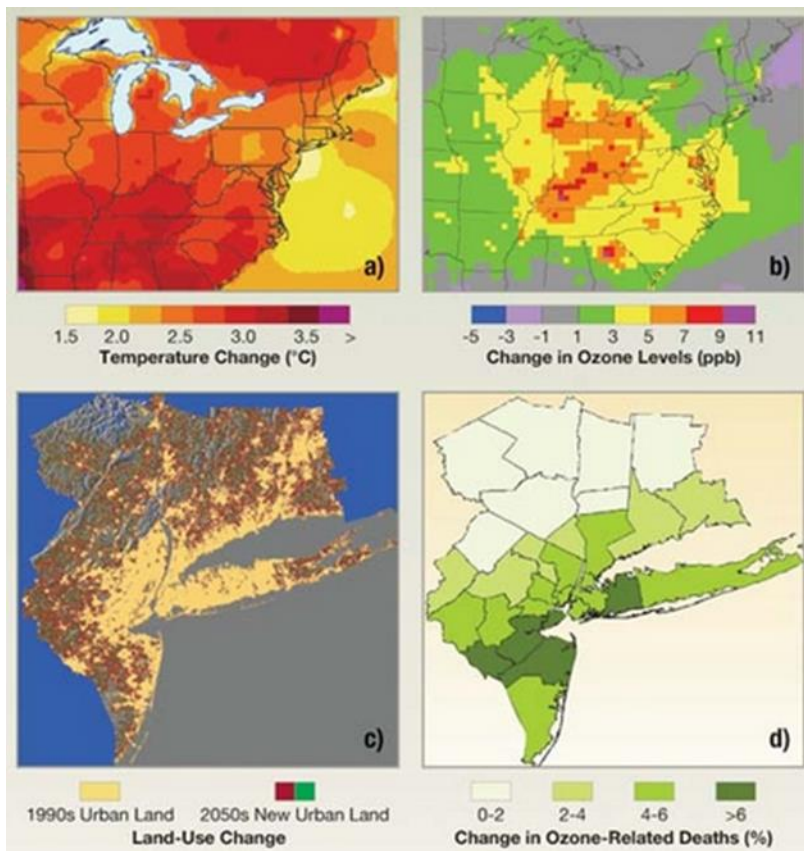 a)
b)
1.5 2.0 2.5 3.0 3.5 >
Temperature Change (°C)
-5 -3 -1 1 3 5 7 9 11
Change in Ozone Levels (ppb)
c)
d)
1990s Urban Land 2050s New Urban Land
Land-Use Change
0-2 2-4 4-6 >6
Change in Ozone-Related Deaths (%)